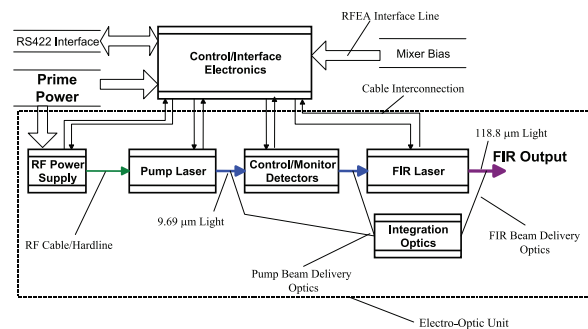 RFEA Interface Line
RS422 Interface
Control/Interface
Electronics
Mixer Bias
Prime
Power
Cable Interconnection
118.8 µm Light
RF Power
Supply
Pump Laser
Control/Monitor
Detectors
FIR Laser
FIR Output
9.69 µm Light
RF Cable/Hardline
Integration
Optics
FIR Beam Delivery
Optics
Pump Beam Delivery
Optics
Electro-Optic Unit